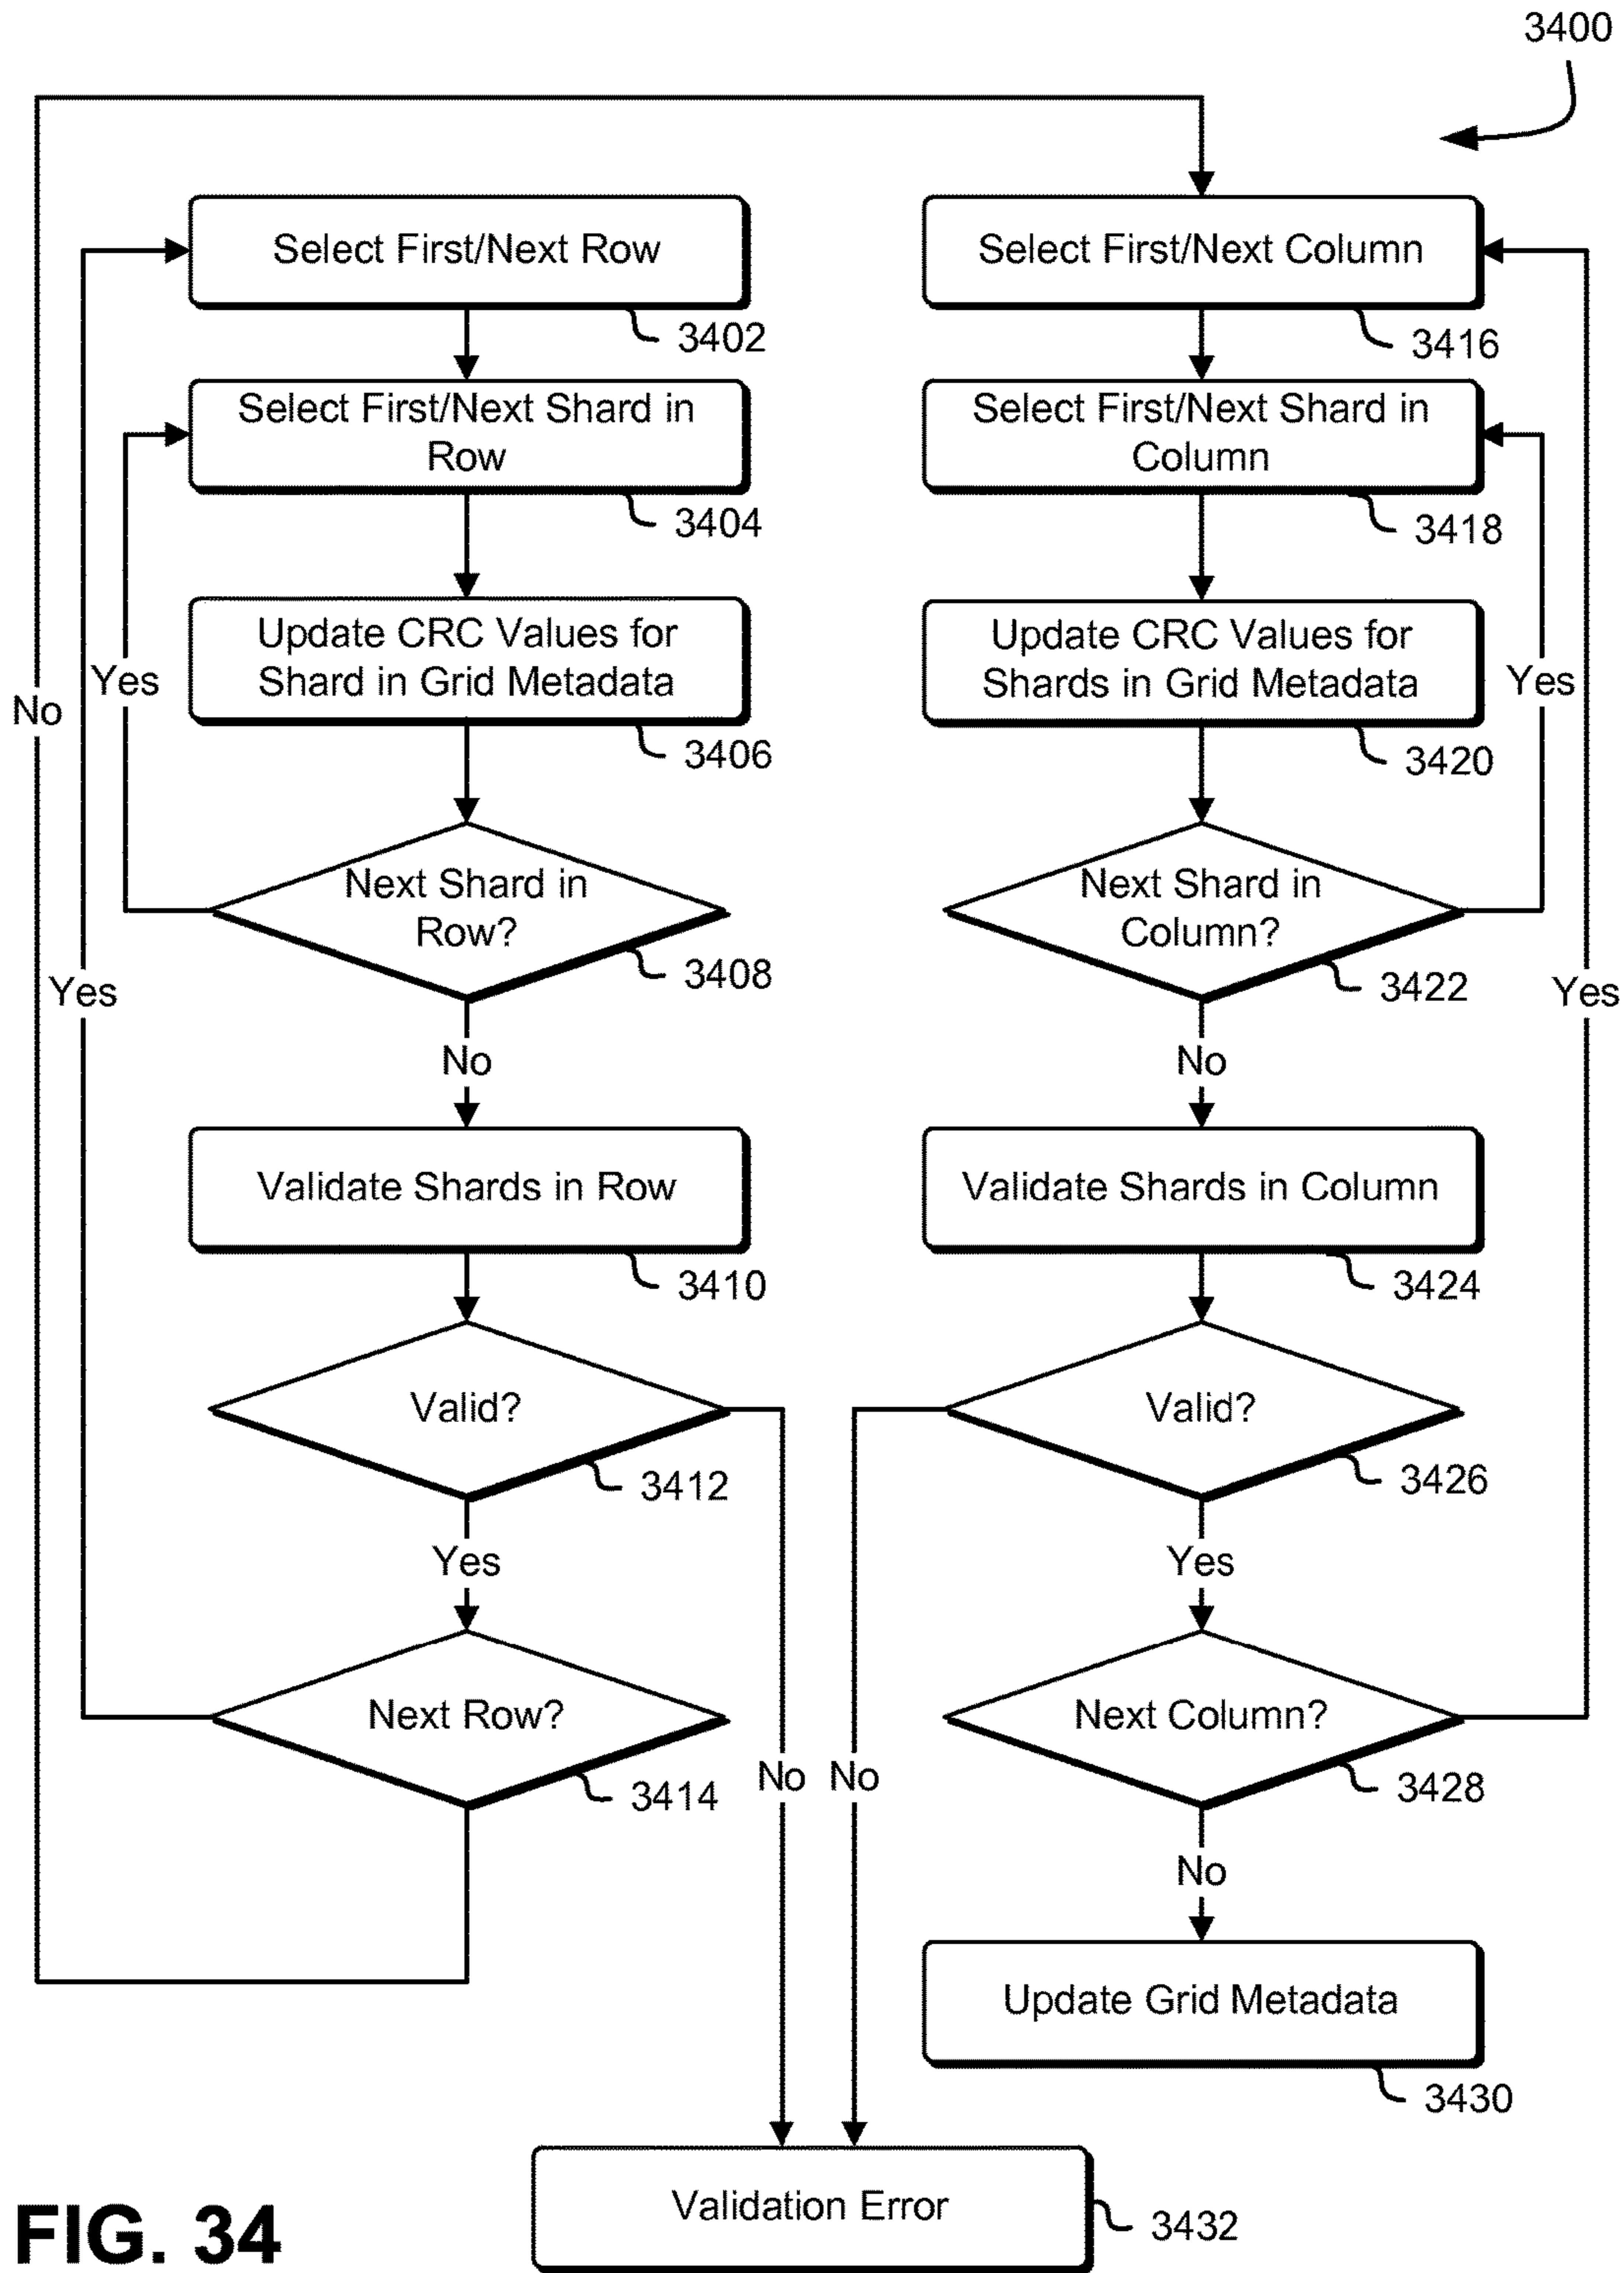 3400
Select First/Next Row
3402
Select First/Next Shard in
Row
3404
Update CRC Values for
Shard in Grid Metadata
3406
Next Shard in
Row?
3408
Yes
No
Validate Shards in Row
3410
Valid?
3412
Yes
No
Next Row?
3414
Yes
No
Select First/Next Column
3416
Select First/Next Shard in
Column
3418
Update CRC Values for
Shards in Grid Metadata
3420
Next Shard in
Column?
3422
Yes
No
Validate Shards in Column
3424
Valid?
3426
Yes
No
Next Column?
3428
Yes
No
Update Grid Metadata
3430
Validation Error
3432
FIG. 34